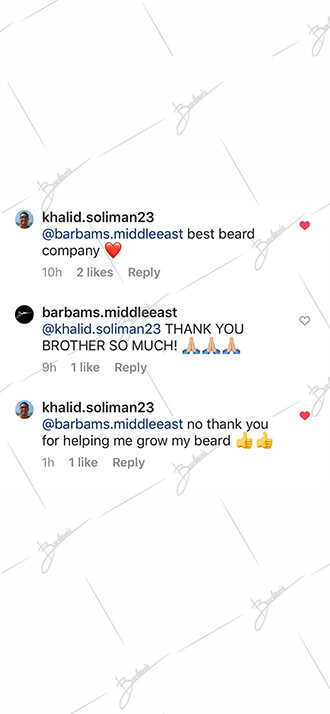 khalid.soliman23
@barbams.middleeast best beard
company ❤️
10h 2 likes Reply
barbams.middleeast
@khalid.soliman23 THANK YOU
BROTHER SO MUCH! 🙏🏼🙏🏼🙏🏼
9h 1 like Reply
khalid.soliman23
@barbams.middleeast no thank you
for helping me grow my beard 👍👍
1h 1 like Reply